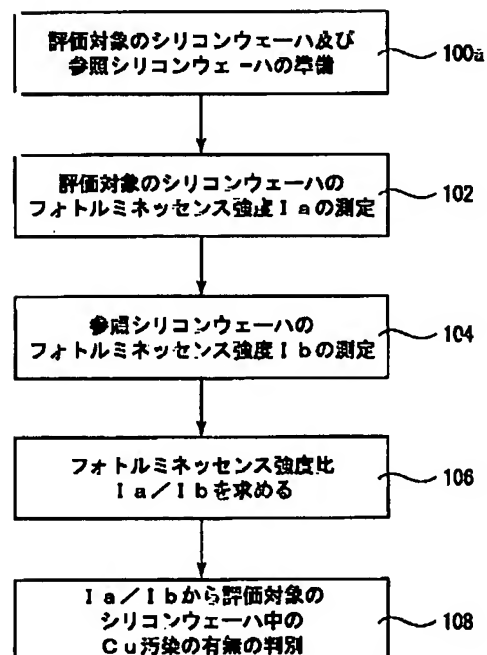 評価対象のシリコンウェーハ及び
参照シリコンウェーハの準備
100a
評価対象のシリコンウェーハの
フォトルミネッセンス強度Iaの測定
102
参照シリコンウェーハの
フォトルミネッセンス強度Ibの測定
104
フォトルミネッセンス強度比
Ia/Ibを求める
106
Ia/Ibから評価対象の
シリコンウェーハ中の
Cu汚染の有無の判別
108